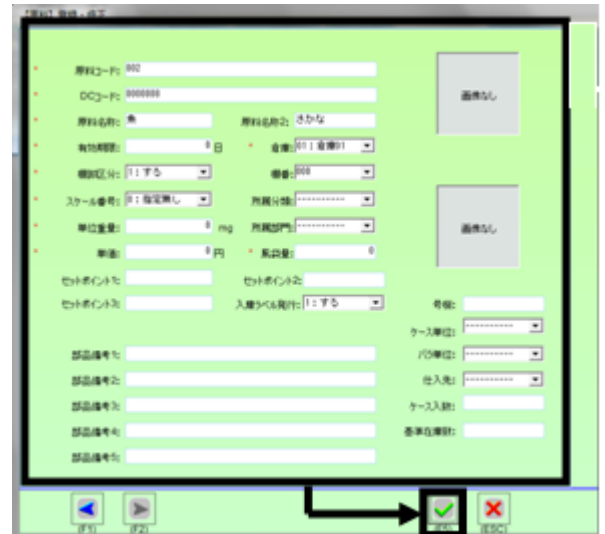 【原料】登録・修正
* 原料コード: 002
* DCコード: 0000000
* 原料名称: 魚 原料名称2: さかな
* 有効期限: 0 日 * 倉庫: 01 : 倉庫01
* 棚卸区分: 1 : する 棚番: 000
* スケール番号: 0 : 指定無し 所属分類: -----------
* 単位重量: 0 mg 所属部門: -----------
* 単価: 0 円 * 風袋量: 0
セットポイント1: セットポイント2:
セットポイント3: 入庫ラベル発行: 1 : する
画像なし
画像なし
号機:
ケース単位: ----------
バラ単位: ----------
仕入先: ----------
ケース入数:
基準在庫数:
部品備考1:
部品備考2:
部品備考3:
部品備考4:
部品備考5:
(F1) (F2) (ESC)